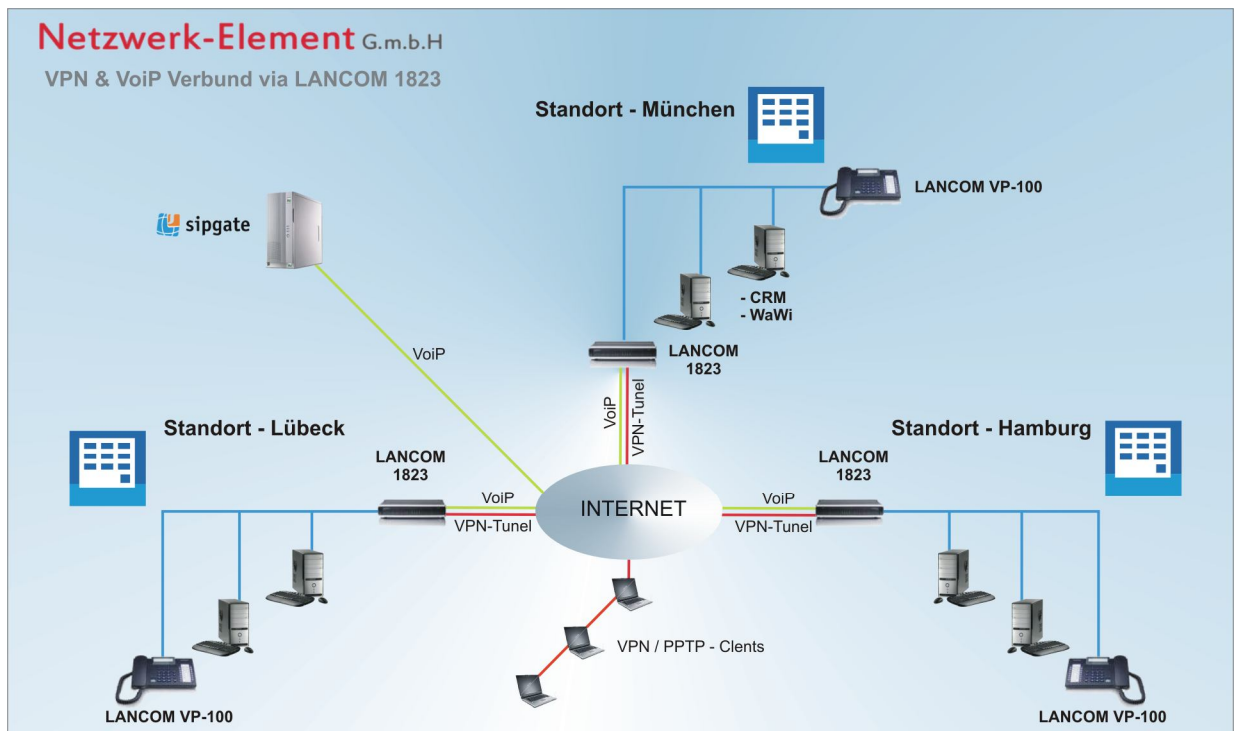 Netzwerk-Element G.m.b.H
VPN & VoiP Verbund via LANCOM 1823
Standort - München
LANCOM VP-100
sipgate
- CRM
- WaWi
VoiP
LANCOM
1823
VoiP
VPN-Tunel
Standort - Lübeck
Standort - Hamburg
LANCOM
1823
LANCOM
1823
VoiP
VPN-Tunel
INTERNET
VoiP
VPN-Tunel
VPN / PPTP - Clents
LANCOM VP-100
LANCOM VP-100